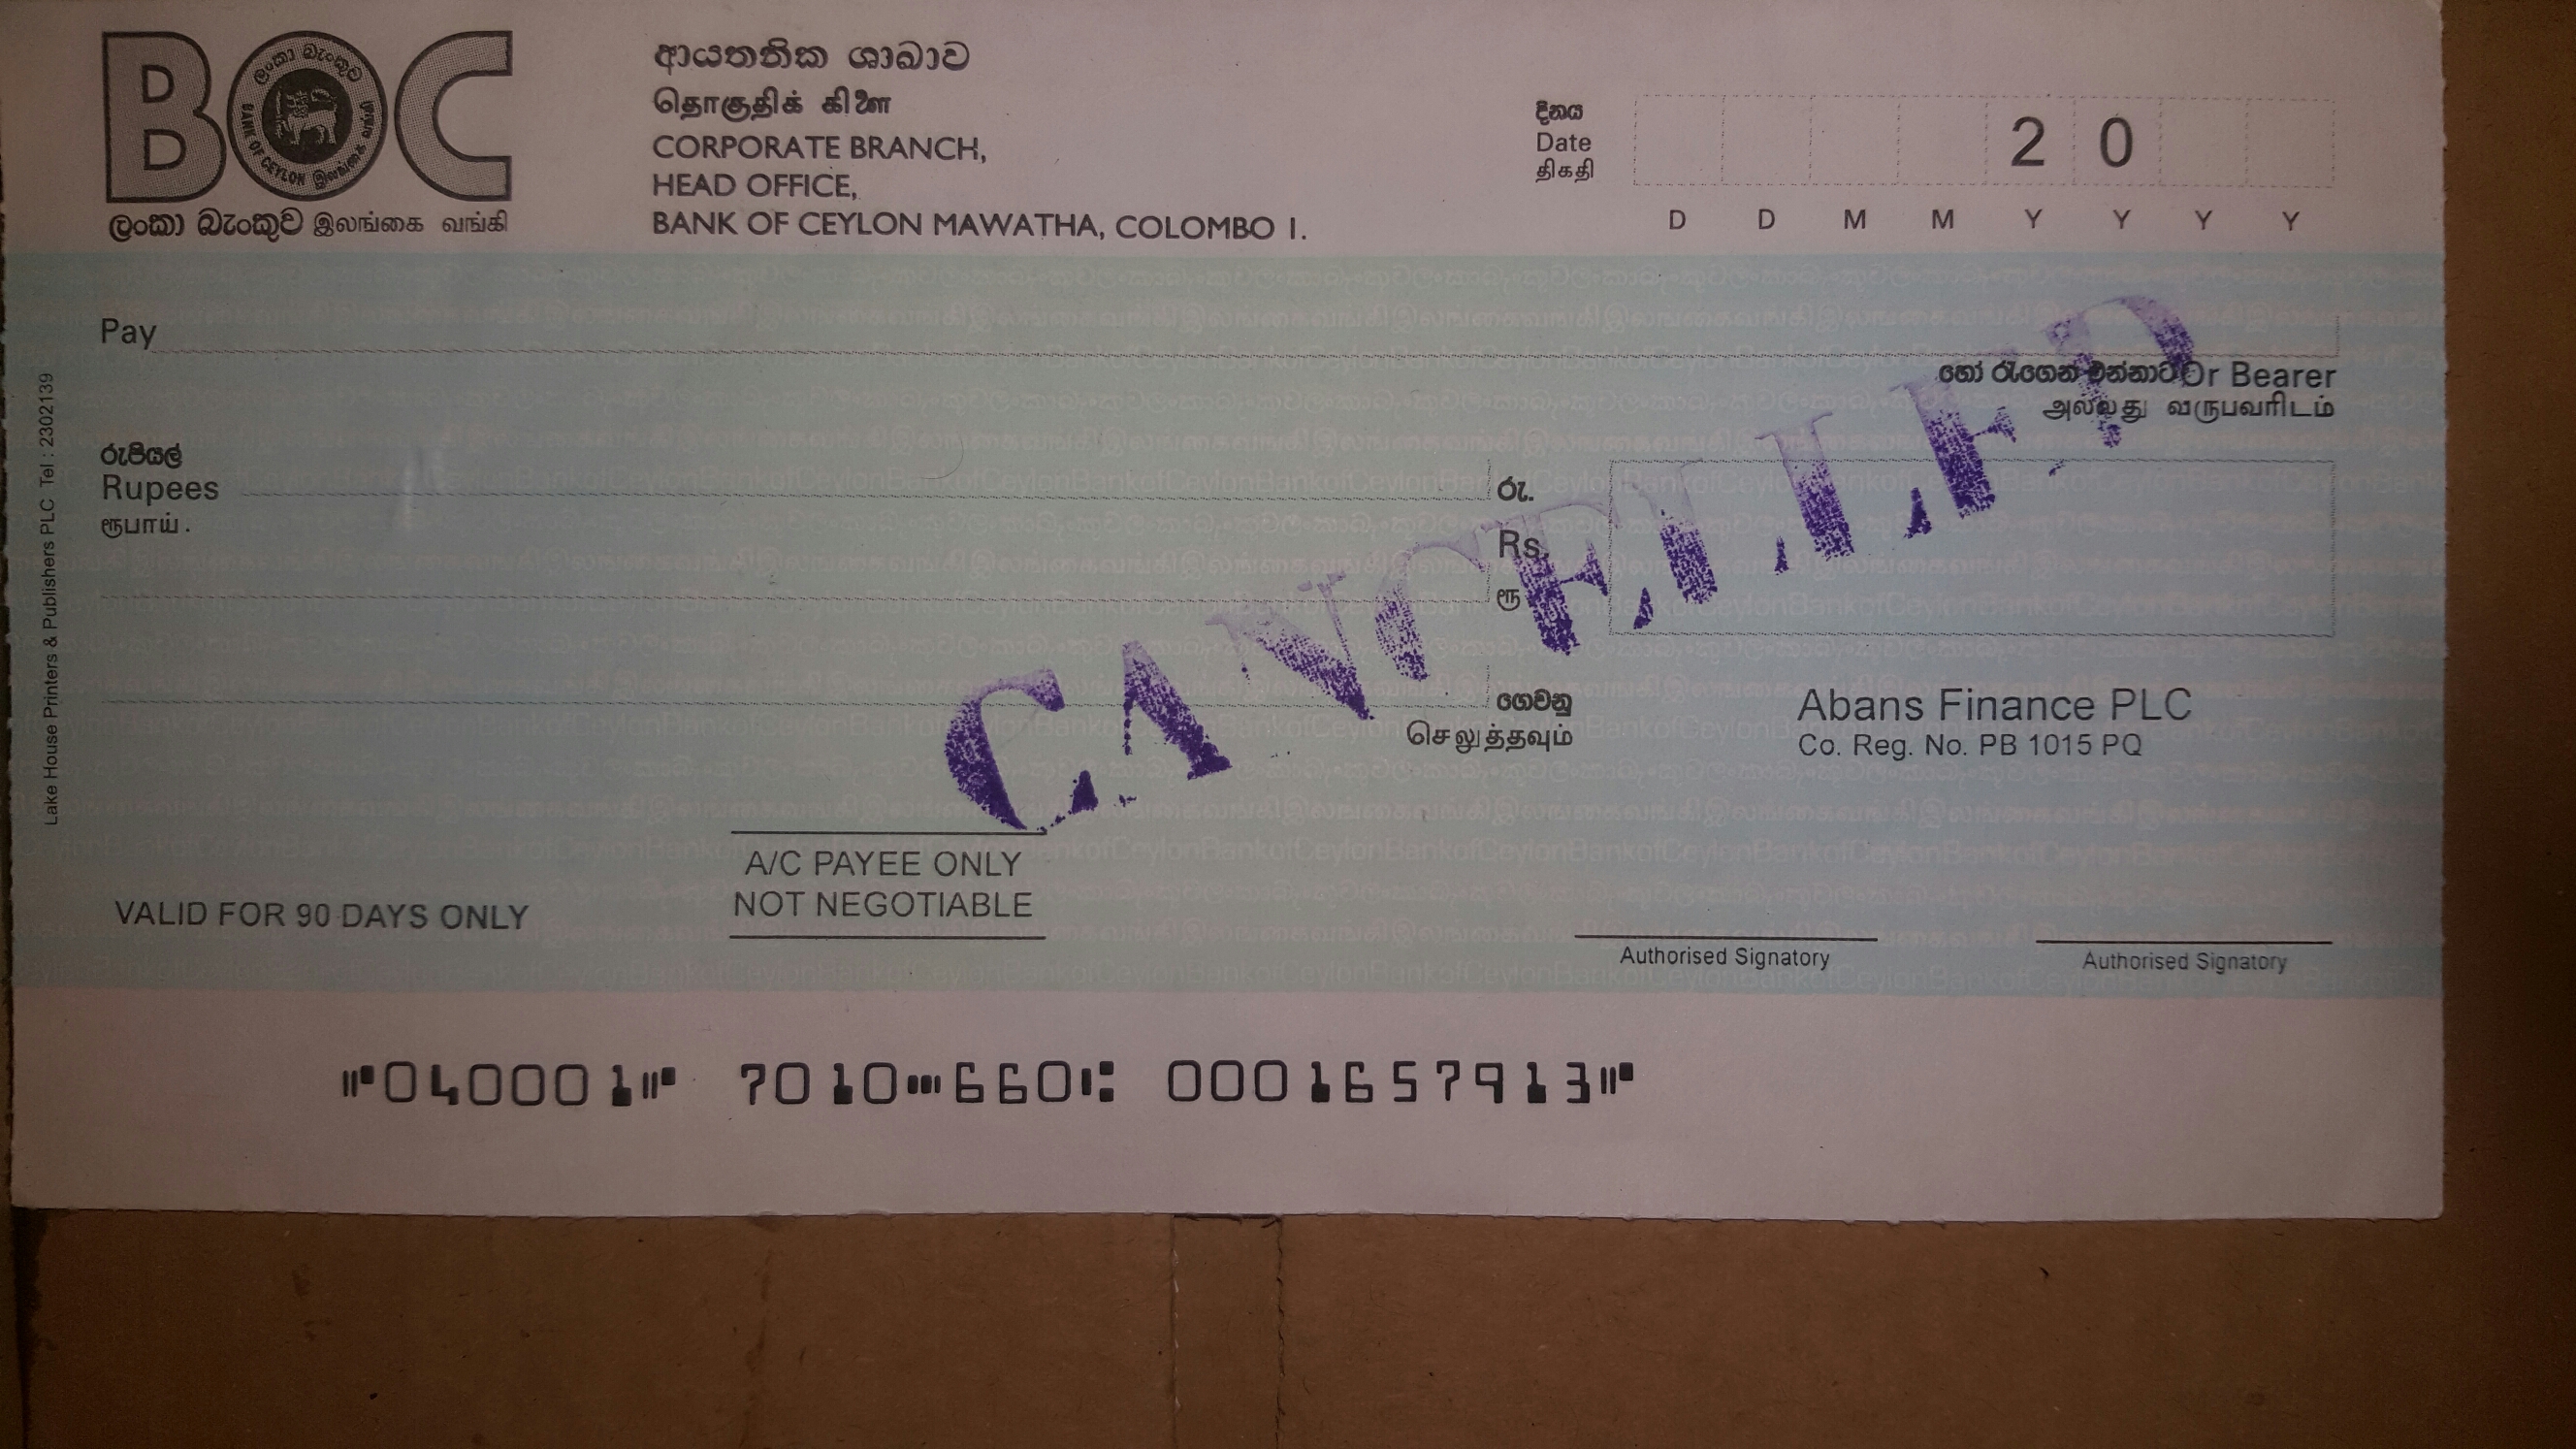 BOC
ලංකා බැංකුව
BANK OF CEYLON
இலங்கை வங்கி
ලංකා බැංකුව இலங்கை வங்கி
ආයතනික ශාඛාව
தொகுதிக் கிளை
CORPORATE BRANCH,
HEAD OFFICE,
BANK OF CEYLON MAWATHA, COLOMBO 1.
දිනය
Date
திகதி
2 0
D D M M Y Y Y Y
Pay
හෝ රැගෙන් එන්නාට Or Bearer
அல்லது வருபவரிடம்
රුපියල්
Rupees
ரூபாய்.
රු.
Rs.
ரூ
CANCELLED
ගෙවනු
செலுத்தவும்
Abans Finance PLC
Co. Reg. No. PB 1015 PQ
A/C PAYEE ONLY
NOT NEGOTIABLE
VALID FOR 90 DAYS ONLY
Authorised Signatory
Authorised Signatory
Lake House Printers & Publishers PLC Tel : 2302139
⑈040001⑈ 7010⑉660⑆ 0001657913⑈